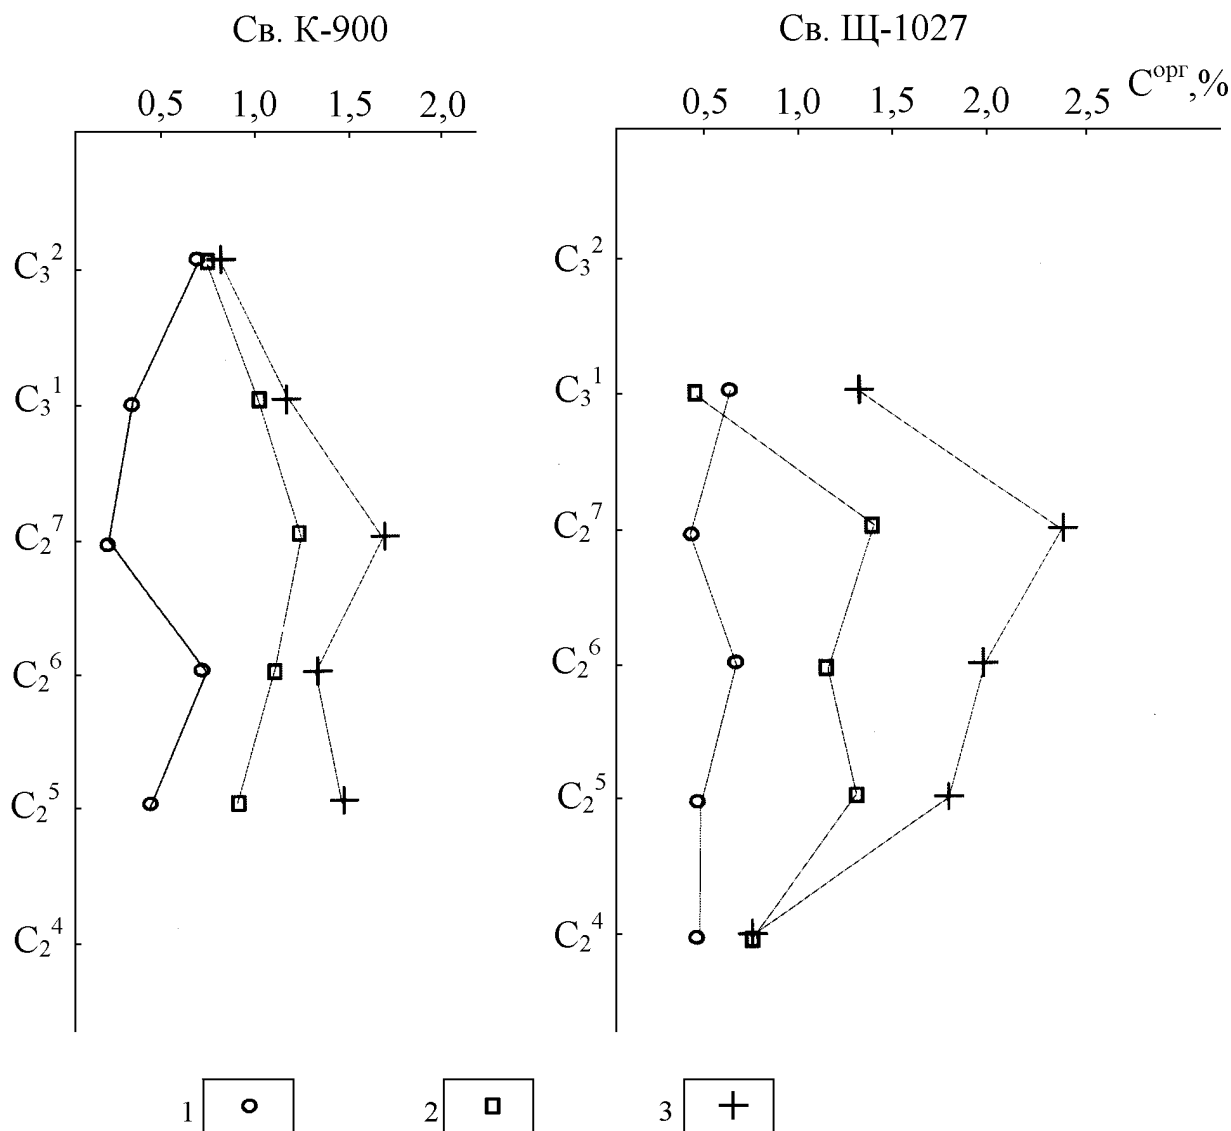 Св. К-900
Св. Щ-1027
0,5 1,0 1,5 2,0
0,5 1,0 1,5 2,0 2,5
Cᵒᵖᴦ,%
C₃²
C₃¹
C₂⁷
C₂⁶
C₂⁵
C₂⁴
C₃²
C₃¹
C₂⁷
C₂⁶
C₂⁵
C₂⁴
1
2
3